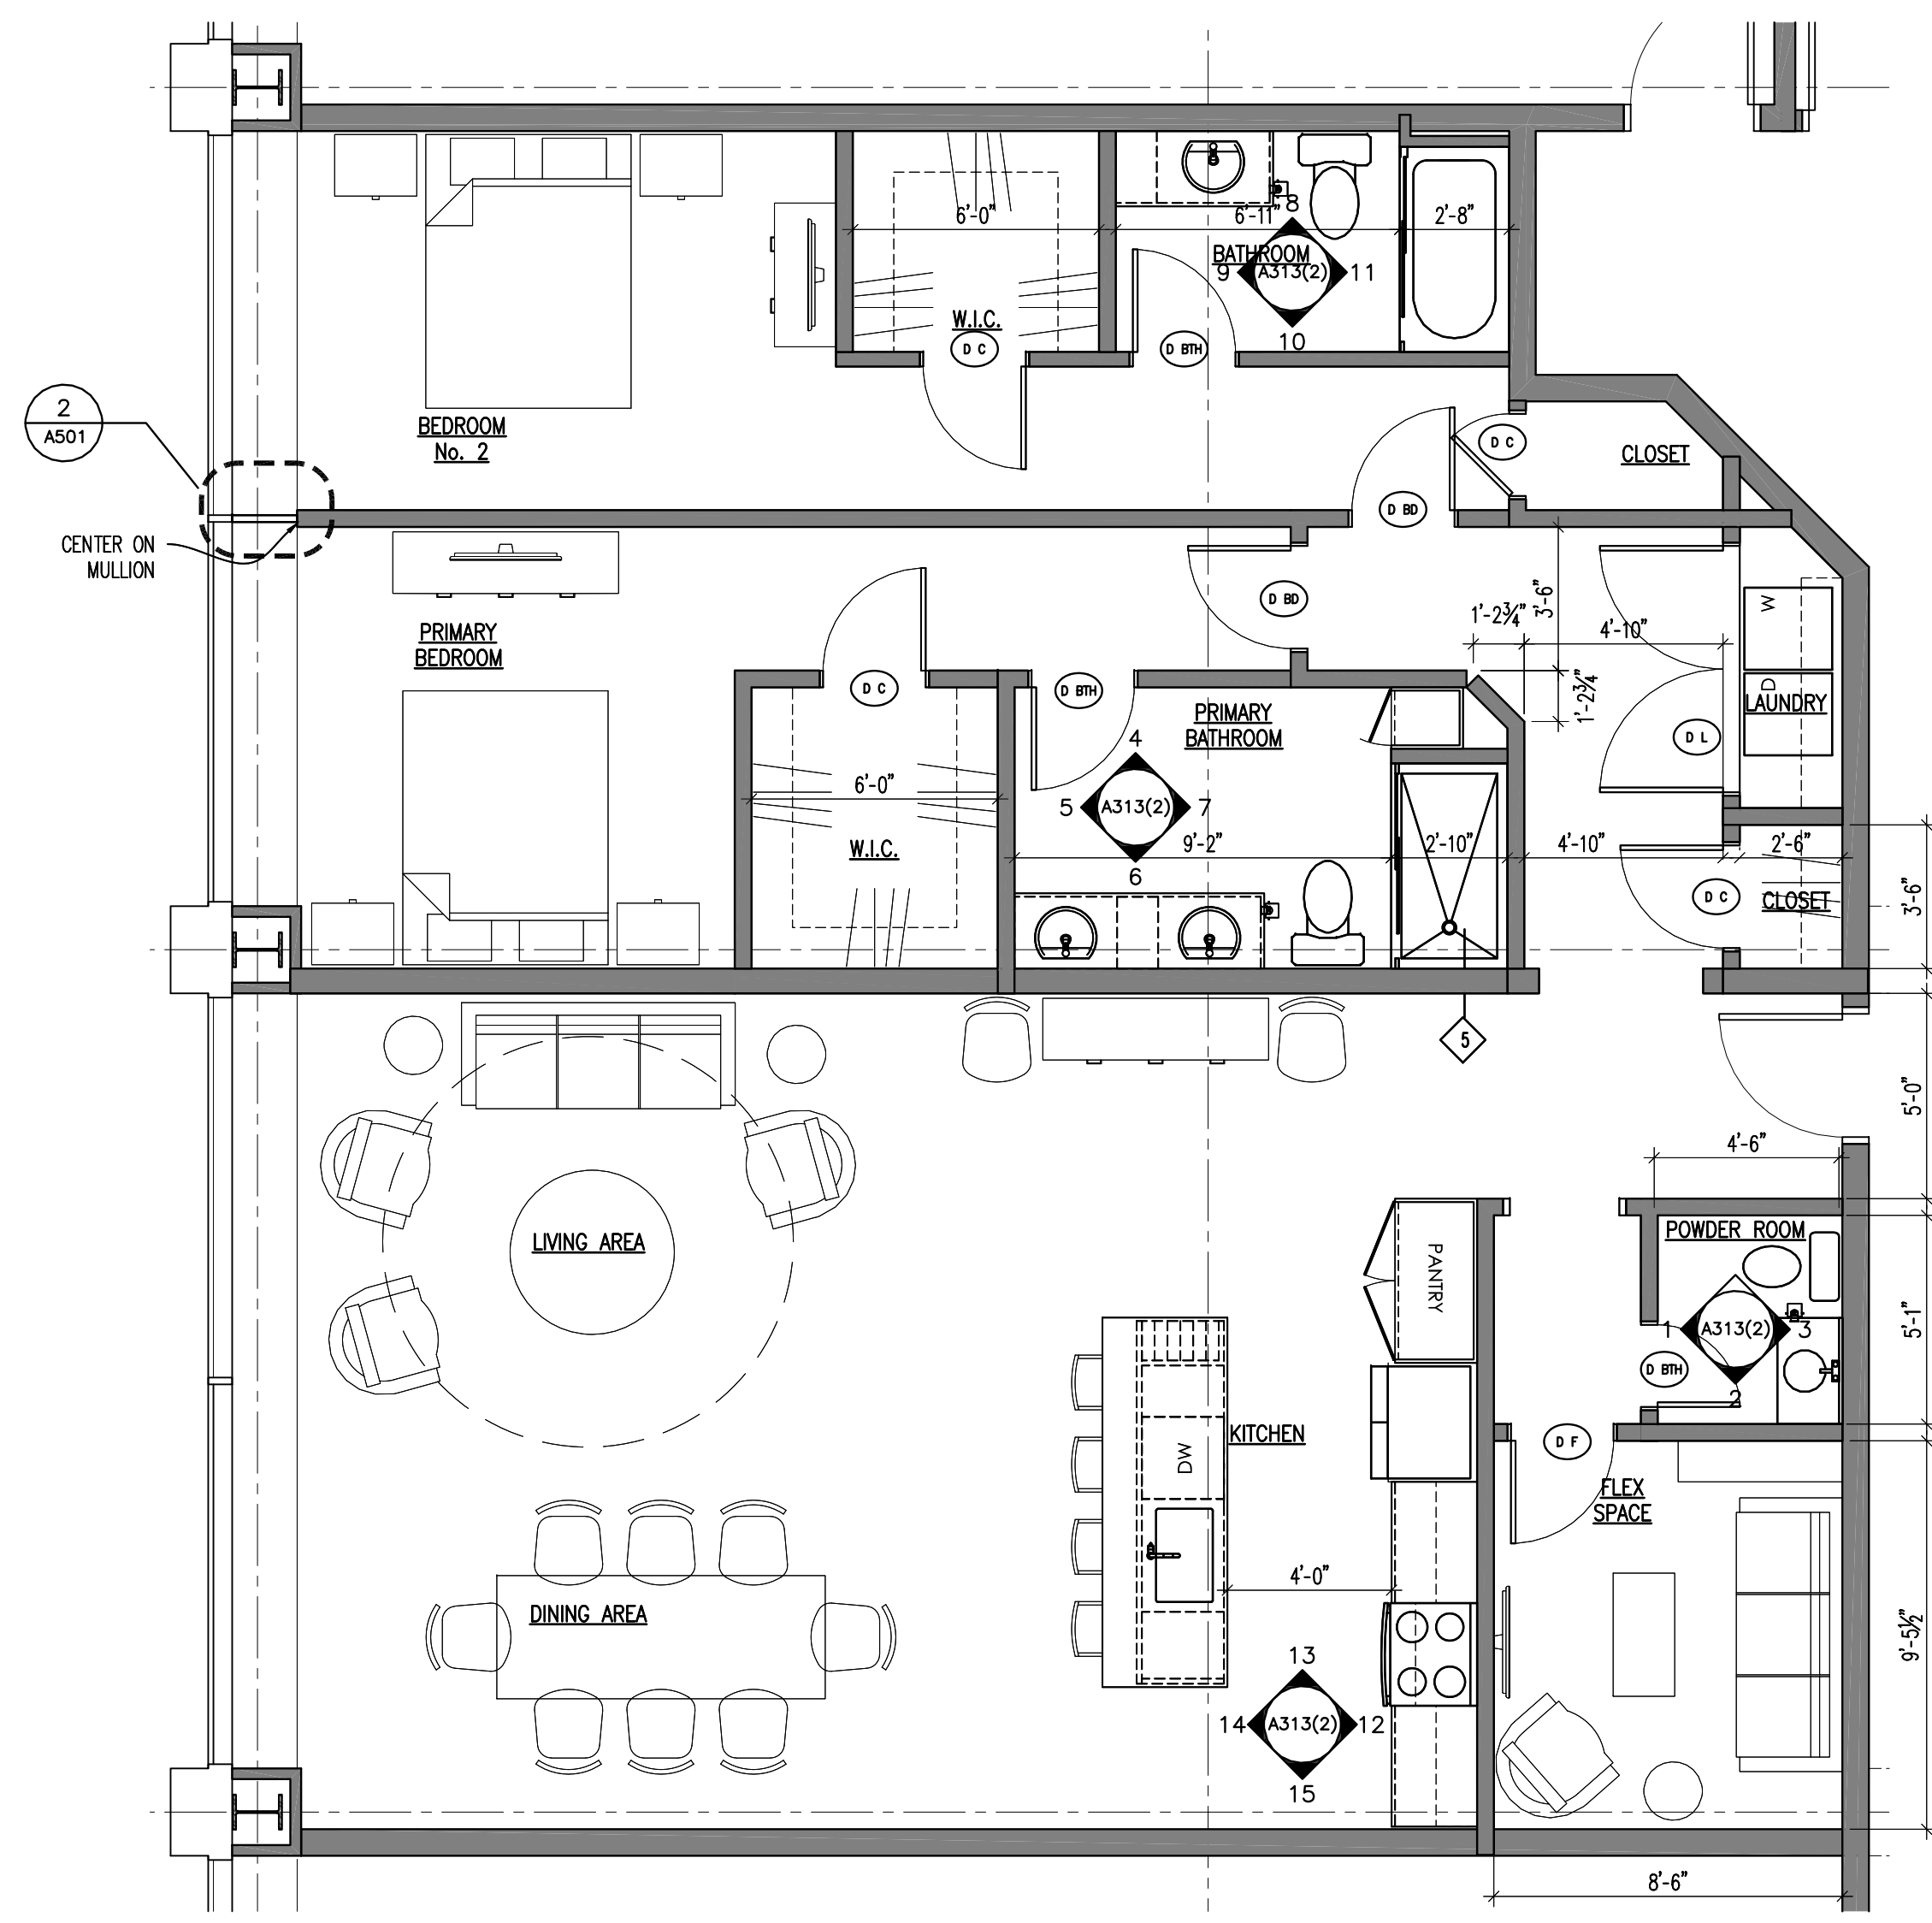 6'-0"
6'-11"
8
2'-8"
BATHROOM
9
A313(2)
11
10
W.I.C.
D C
D BTH
2
A501
BEDROOM
No. 2
D C
CLOSET
D BD
CENTER ON
MULLION
D BD
PRIMARY
BEDROOM
1'-2¾"
3'-6"
4'-10"
W
D C
D BTH
PRIMARY
BATHROOM
1'-2¾"
D
LAUNDRY
D L
4
6'-0"
5
A313(2)
7
W.I.C.
9'-2"
2'-10"
4'-10"
2'-6"
6
D C
CLOSET
3'-6"
5
5'-0"
4'-6"
LIVING AREA
PANTRY
POWDER ROOM
1
A313(2)
3
5'-1"
D BTH
2
KITCHEN
DW
D F
FLEX
SPACE
4'-0"
DINING AREA
9'-5½"
13
14
A313(2)
12
15
8'-6"